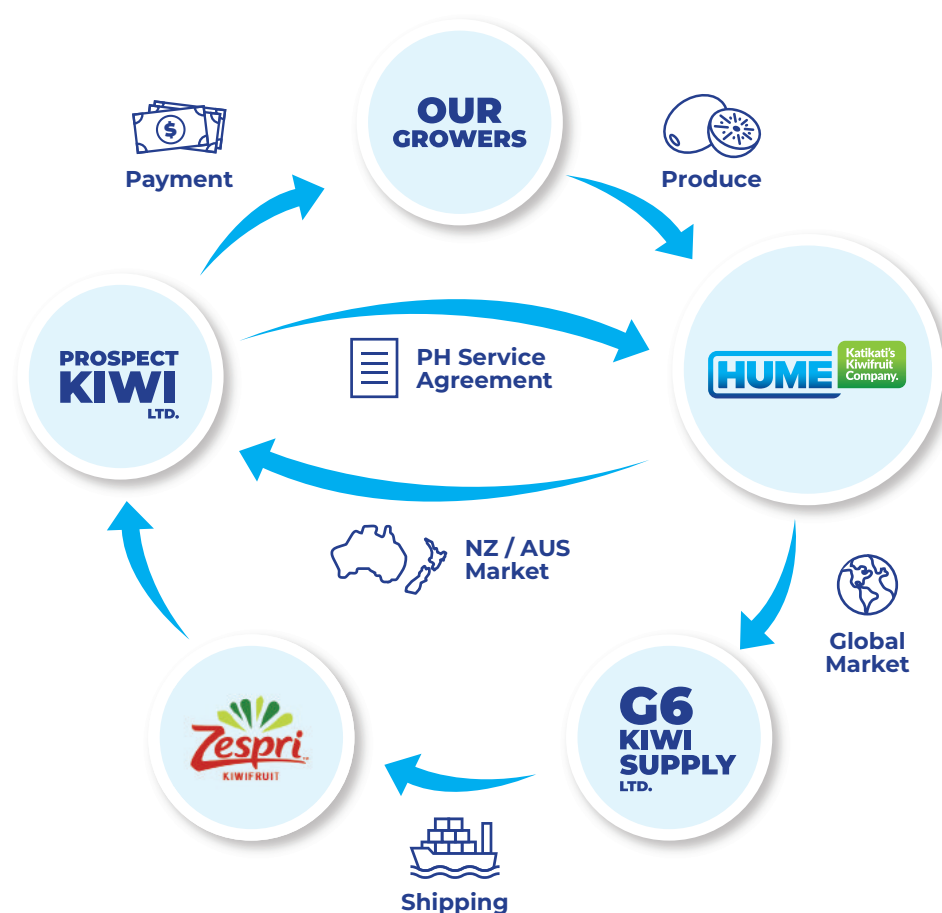 OUR
GROWERS
$
Payment
Produce
PROSPECT
KIWI
LTD.
PH Service
Agreement
HUME
Katikati's
Kiwifruit
Company.
NZ / AUS
Market
Global
Market
Zespri
KIWIFRUIT
G6
KIWI
SUPPLY
LTD.
Shipping